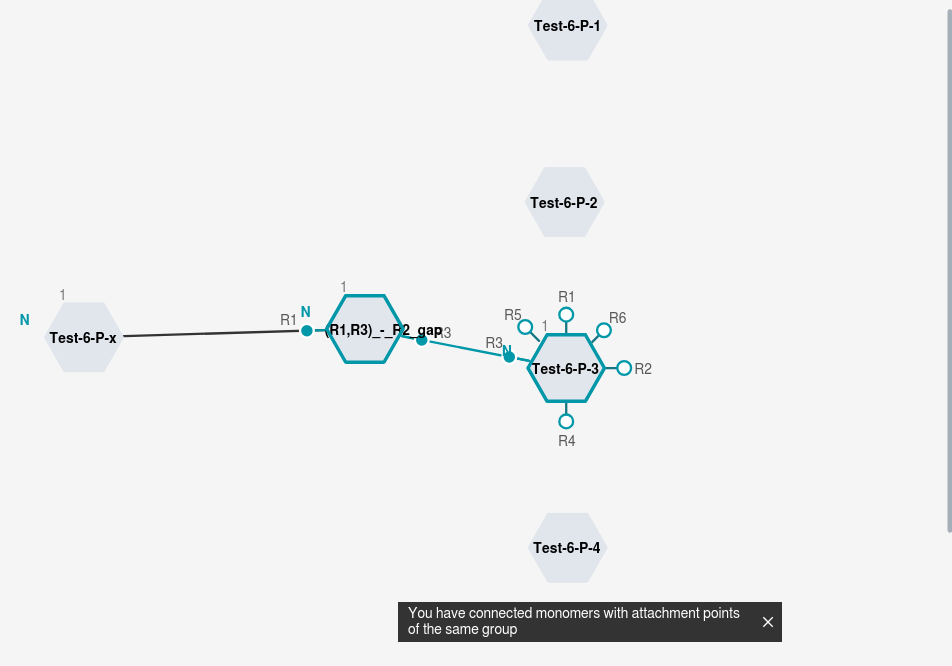 Test-6-P-1
Test-6-P-2
N
1
Test-6-P-x
R1
N
1
(R1,R3)_-_R2_gap
R3
R3
N
R5
1
R1
R6
Test-6-P-3
R2
R4
Test-6-P-4
You have connected monomers with attachment points
of the same group